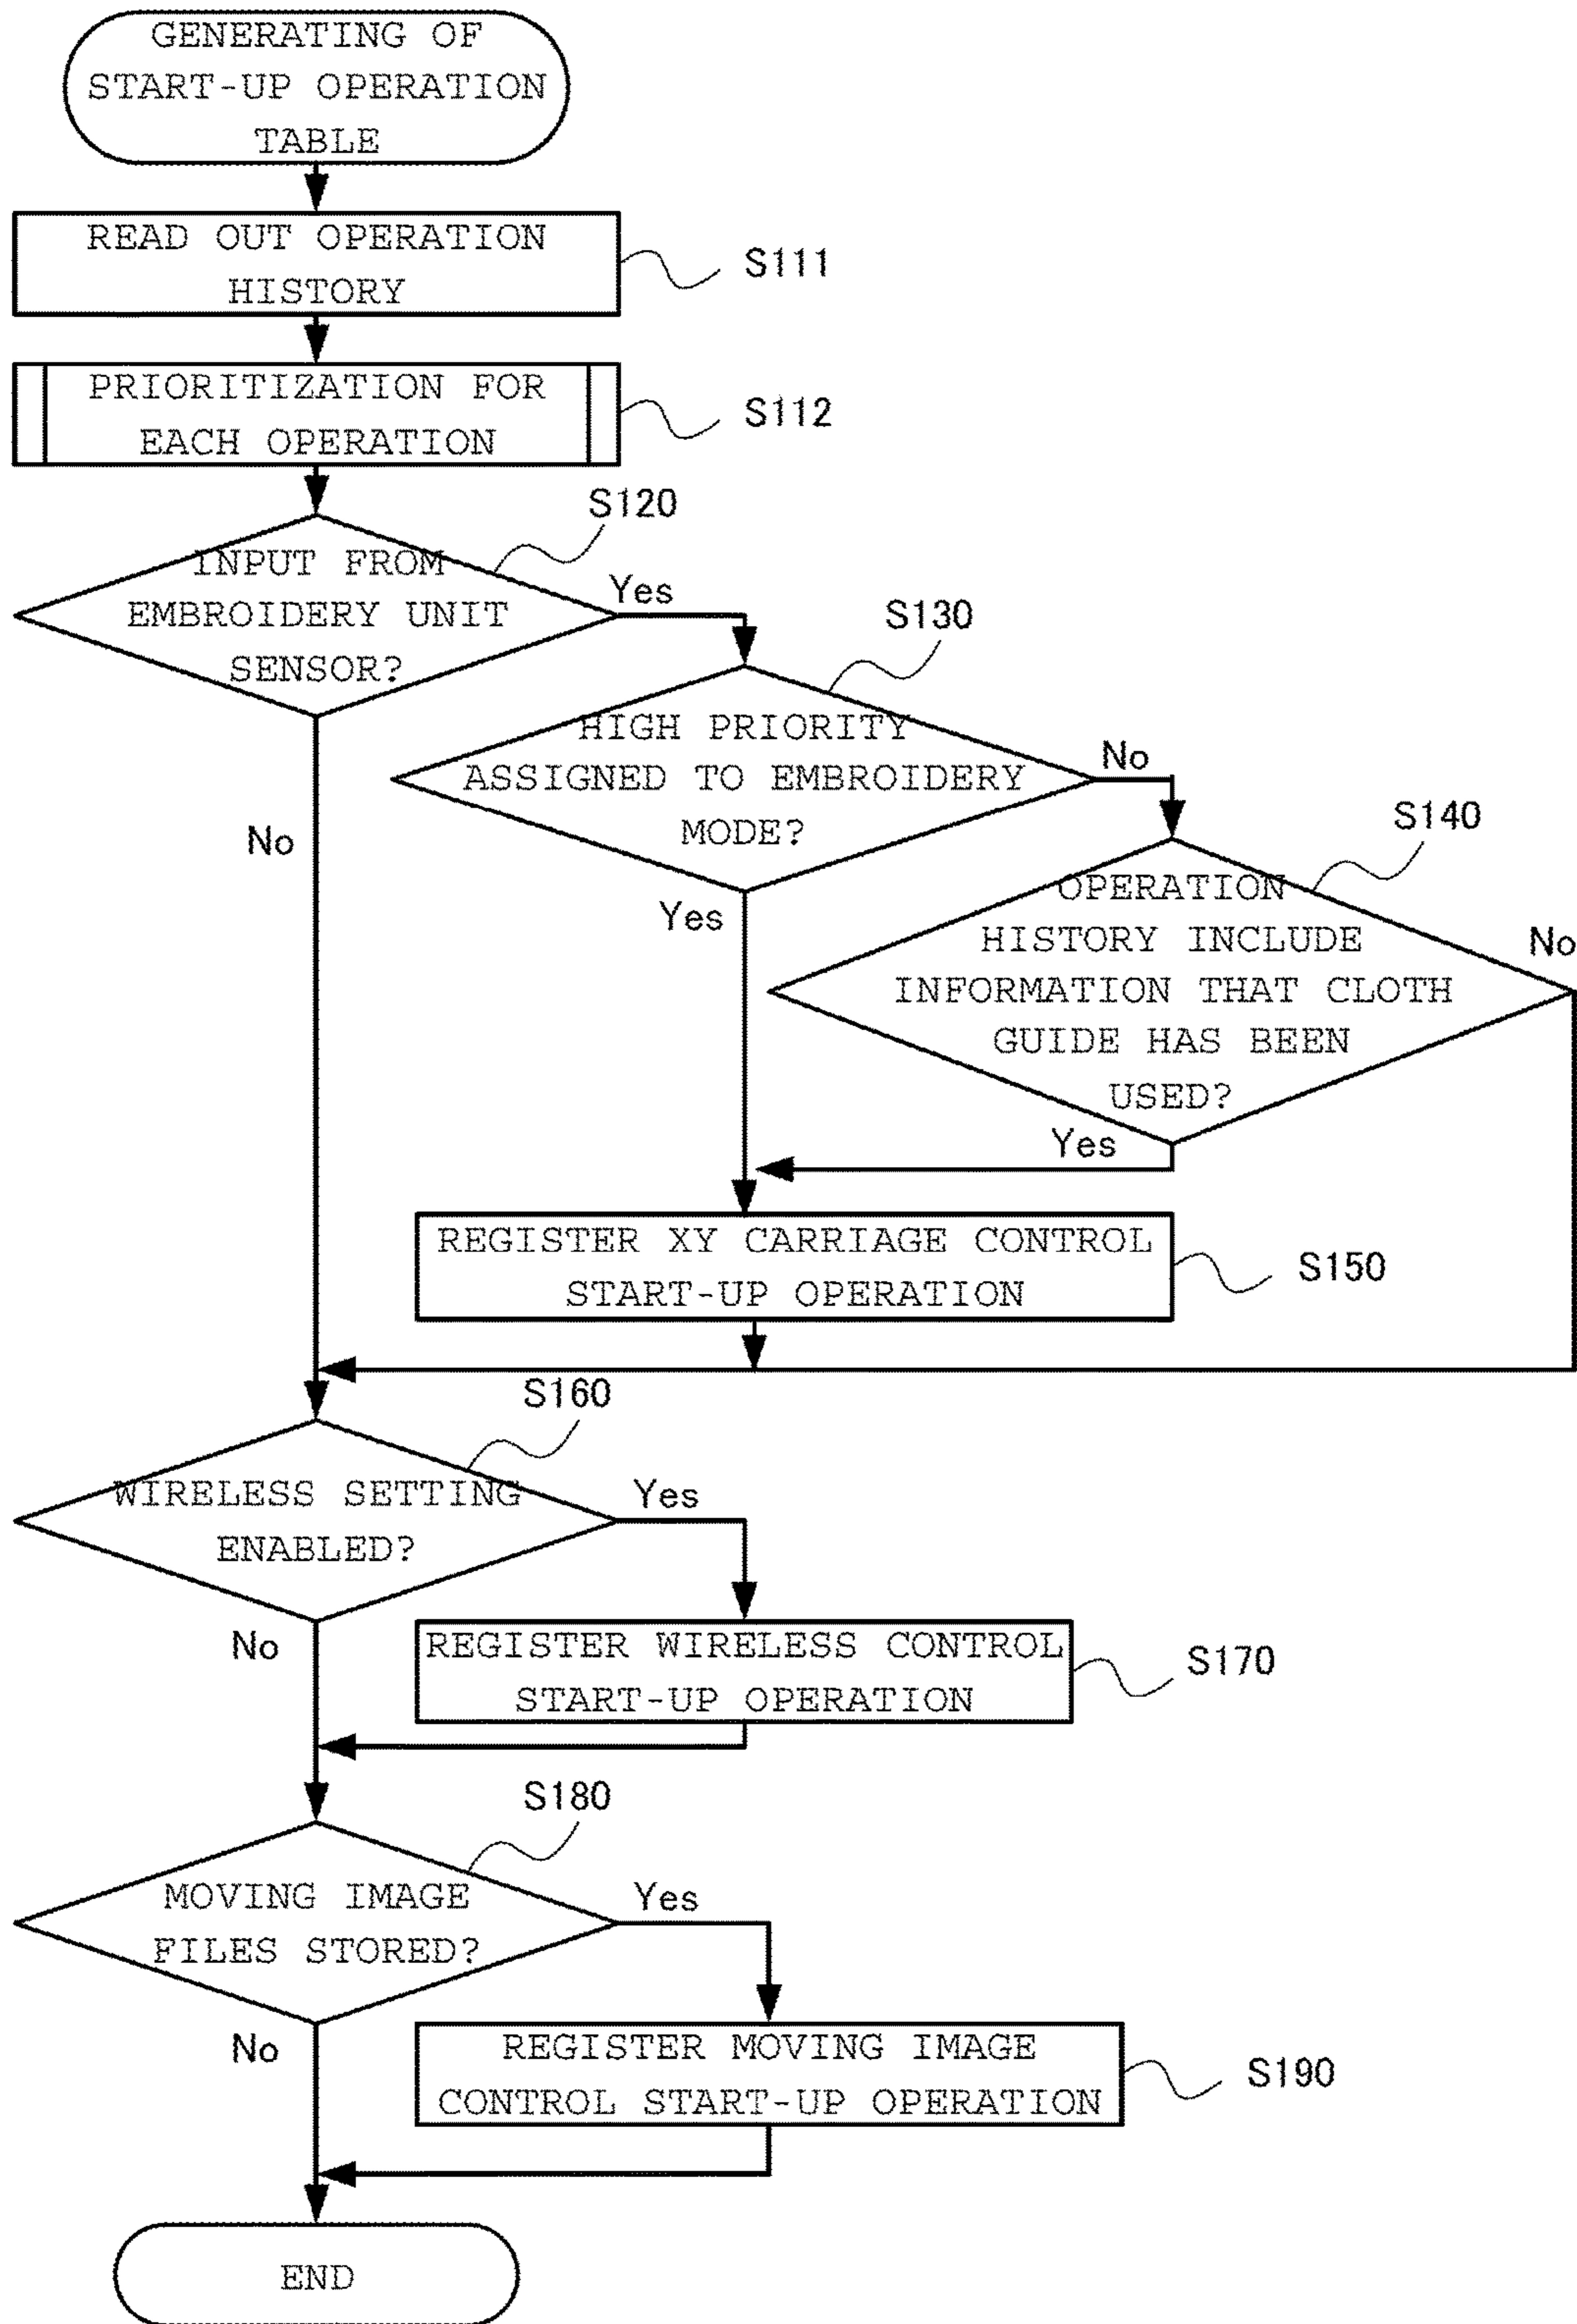 GENERATING OF
START-UP OPERATION
TABLE
READ OUT OPERATION
HISTORY
S111
PRIORITIZATION FOR
EACH OPERATION
S112
S120
INPUT FROM
EMBROIDERY UNIT
SENSOR?
Yes
No
S130
HIGH PRIORITY
ASSIGNED TO EMBROIDERY
MODE?
No
Yes
S140
OPERATION
HISTORY INCLUDE
INFORMATION THAT CLOTH
GUIDE HAS BEEN
USED?
No
Yes
REGISTER XY CARRIAGE CONTROL
START-UP OPERATION
S150
S160
WIRELESS SETTING
ENABLED?
Yes
No
REGISTER WIRELESS CONTROL
START-UP OPERATION
S170
S180
MOVING IMAGE
FILES STORED?
Yes
No
REGISTER MOVING IMAGE
CONTROL START-UP OPERATION
S190
END